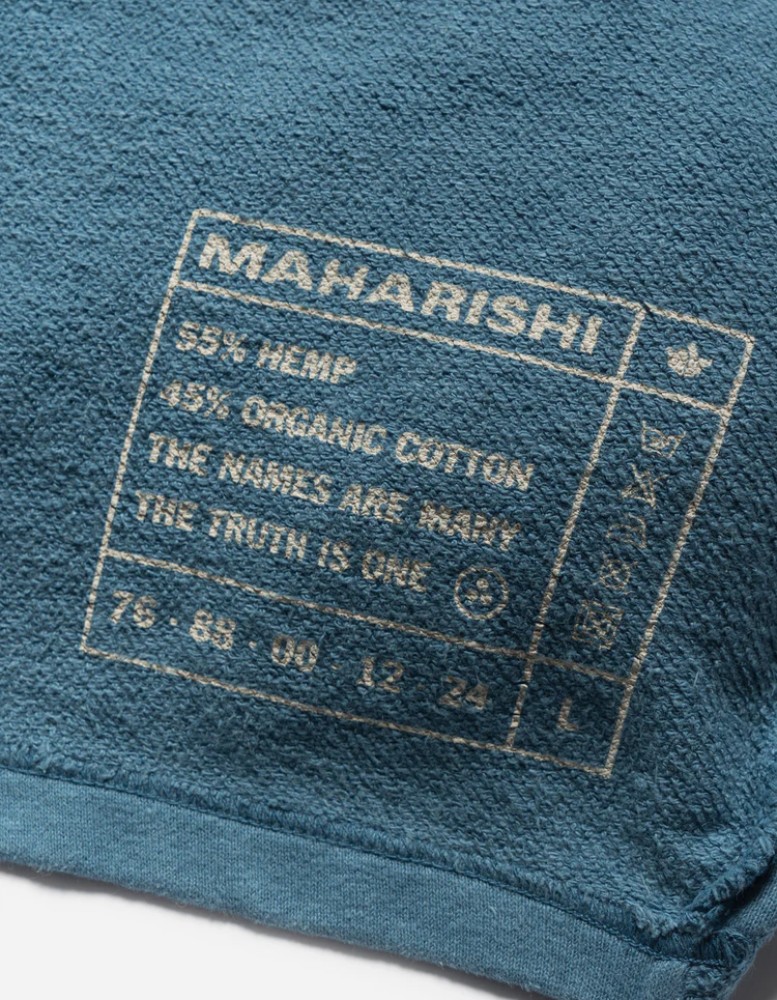 MAHARISHI
55% HEMP
45% ORGANIC COTTON
THE NAMES ARE MANY
THE TRUTH IS ONE
76 · 88 · 00 · 12 · 24
L